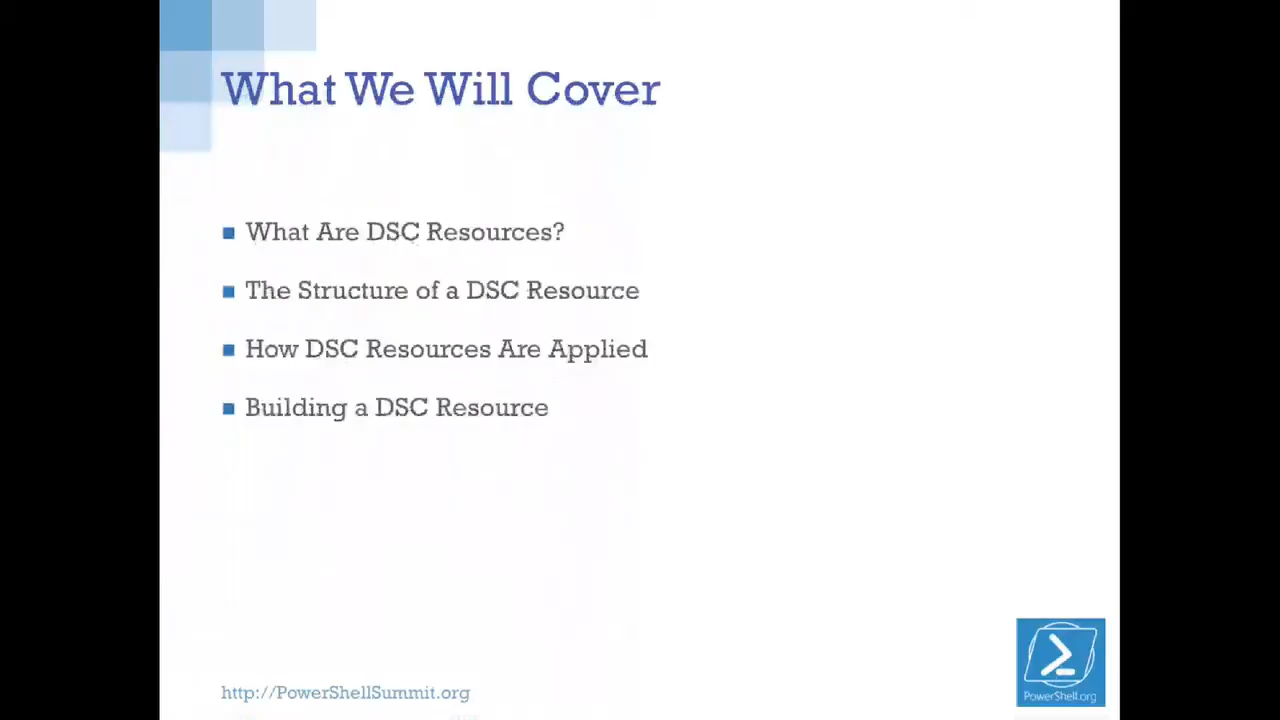 What We Will Cover
What Are DSC Resources?
The Structure of a DSC Resource
How DSC Resources Are Applied
Building a DSC Resource
http://PowerShellSummit.org
PowerShell.org